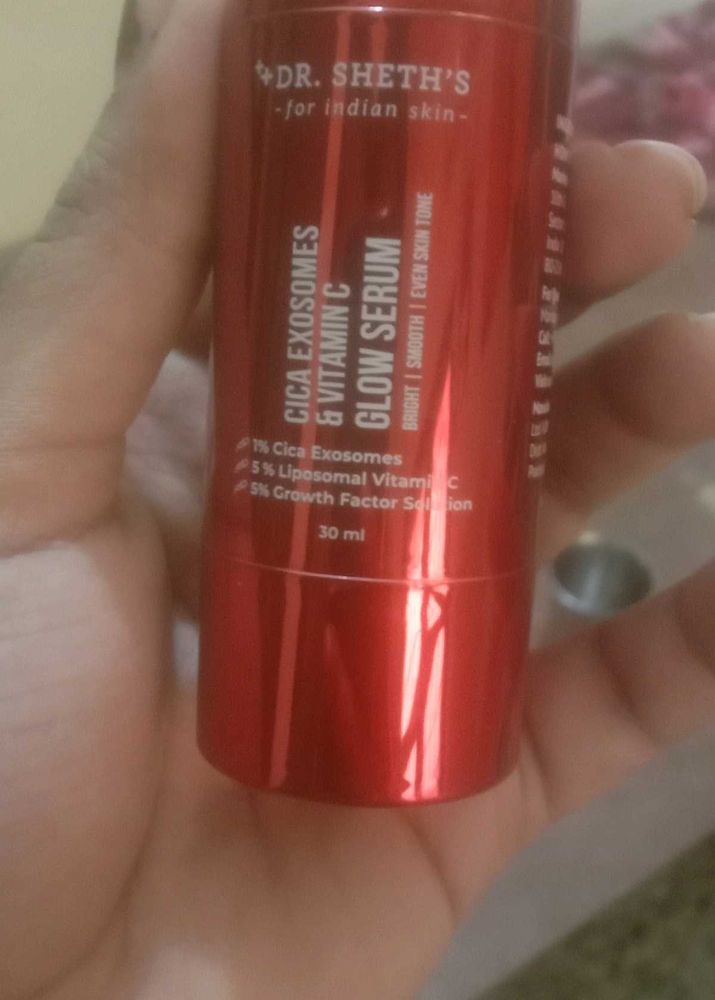 DR. SHETH'S
-for indian skin-
CICA EXOSOMES
& VITAMIN C
GLOW SERUM
BRIGHT | SMOOTH | EVEN SKIN TONE
1% Cica Exosomes
5% Liposomal Vitamin C
5% Growth Factor Solution
30 ml